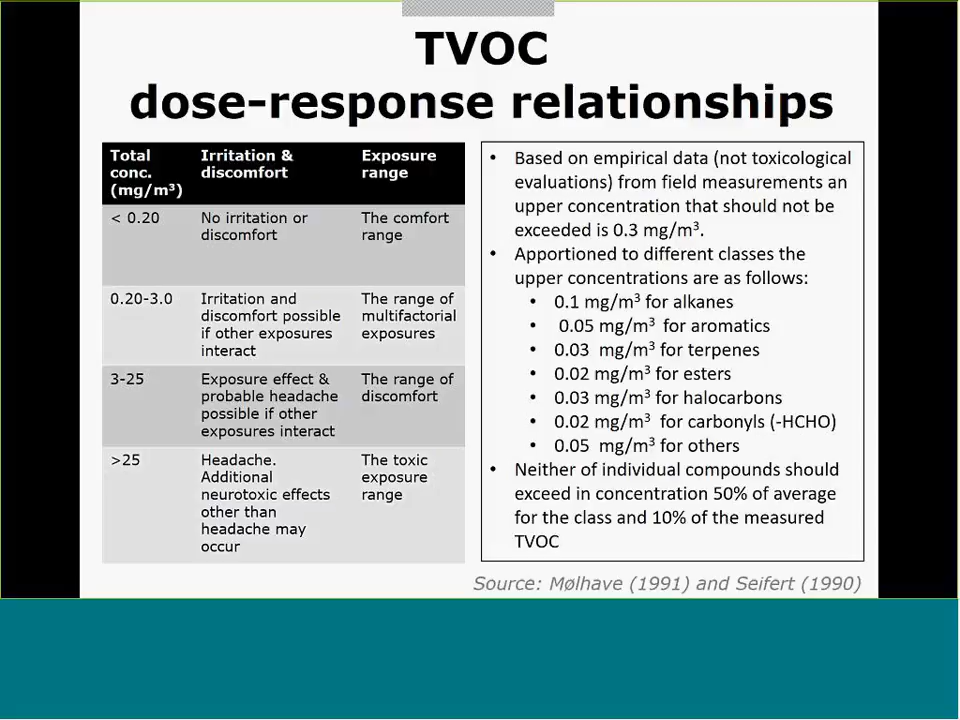 TVOC
dose-response relationships
Total
conc.
(mg/m³)
Irritation &
discomfort
Exposure
range
< 0.20
No irritation or
discomfort
The comfort
range
0.20-3.0
Irritation and
discomfort possible
if other exposures
interact
The range of
multifactorial
exposures
3-25
Exposure effect &
probable headache
possible if other
exposures interact
The range of
discomfort
>25
Headache.
Additional
neurotoxic effects
other than
headache may
occur
The toxic
exposure
range
• Based on empirical data (not toxicological
evaluations) from field measurements an
upper concentration that should not be
exceeded is 0.3 mg/m³.
• Apportioned to different classes the
upper concentrations are as follows:
• 0.1 mg/m³ for alkanes
• 0.05 mg/m³ for aromatics
• 0.03 mg/m³ for terpenes
• 0.02 mg/m³ for esters
• 0.03 mg/m³ for halocarbons
• 0.02 mg/m³ for carbonyls (-HCHO)
• 0.05 mg/m³ for others
• Neither of individual compounds should
exceed in concentration 50% of average
for the class and 10% of the measured
TVOC
Source: Mølhave (1991) and Seifert (1990)